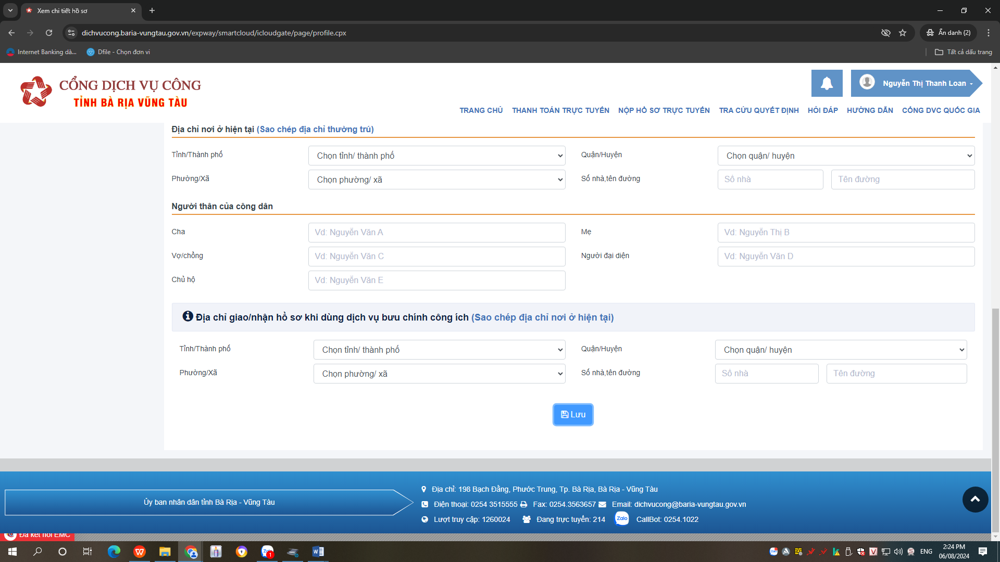 Xem chi tiết hồ sơ
dichvucong.baria-vungtau.gov.vn/expway/smartcloud/icloudgate/page/profile.cpx
Ẩn danh (2)
Internet Banking dà...
Dfile - Chọn đơn vi
Tất cả dấu trang
CỔNG DỊCH VỤ CÔNG
TỈNH BÀ RỊA VŨNG TÀU
Nguyễn Thị Thanh Loan
TRANG CHỦ THANH TOÁN TRỰC TUYẾN NỘP HỒ SƠ TRỰC TUYẾN TRA CỨU QUYẾT ĐỊNH HỎI ĐÁP HƯỚNG DẪN CỔNG DVC QUỐC GIA
Địa chỉ nơi ở hiện tại (Sao chép địa chỉ thường trú)
Tỉnh/Thành phố Chọn tỉnh/ thành phố Quận/Huyện Chọn quận/ huyện
Phường/Xã Chọn phường/ xã Số nhà,tên đường Số nhà Tên đường
Người thân của công dân
Cha Vd: Nguyễn Văn A Mẹ Vd: Nguyễn Thị B
Vợ/chồng Vd: Nguyễn Văn C Người đại diện Vd: Nguyễn Văn D
Chủ hộ Vd: Nguyễn Văn E
Địa chỉ giao/nhận hồ sơ khi dùng dịch vụ bưu chính công ích (Sao chép địa chỉ nơi ở hiện tại)
Tỉnh/Thành phố Chọn tỉnh/ thành phố Quận/Huyện Chọn quận/ huyện
Phường/Xã Chọn phường/ xã Số nhà,tên đường Số nhà Tên đường
Lưu
Ủy ban nhân dân tỉnh Bà Rịa - Vũng Tàu
Địa chỉ: 198 Bạch Đằng, Phước Trung, Tp. Bà Rịa, Bà Rịa - Vũng Tàu
Điện thoại: 0254 3515555 Fax: 0254.3563657 Email: dichvucong@baria-vungtau.gov.vn
Lượt truy cập: 1260024 Đang trực tuyến: 214 Zalo CallBot: 0254.1022
Đã kết nối EMC
ENG
2:24 PM
06/08/2024